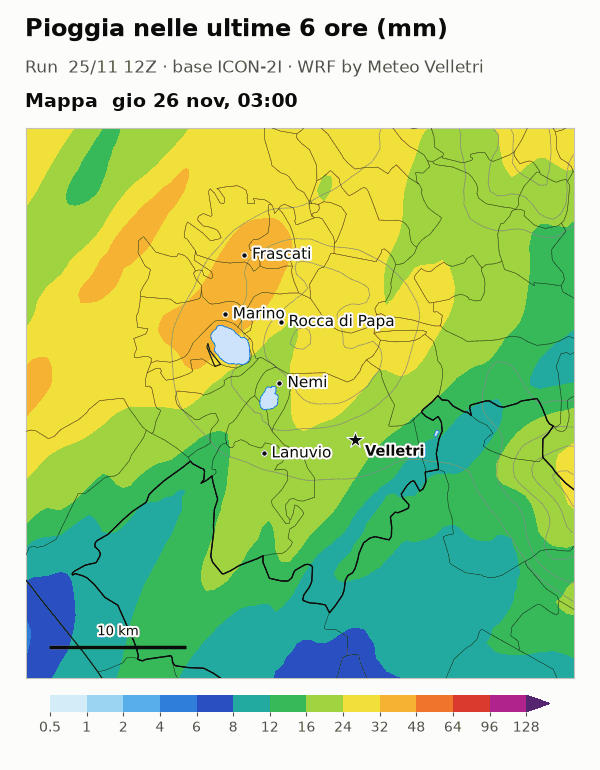 Pioggia nelle ultime 6 ore (mm)
Run 25/11 12Z · base ICON-2I · WRF by Meteo Velletri
Mappa gio 26 nov, 03:00
Frascati
Marino
Rocca di Papa
Nemi
Velletri
Lanuvio
10 km
0.5 1 2 4 6 8 12 16 24 32 48 64 96 128